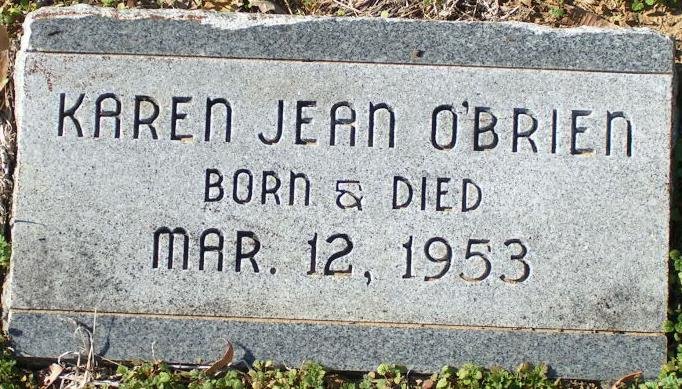 KAREN JEAN O'BRIEN
BORN & DIED
MAR. 12, 1953